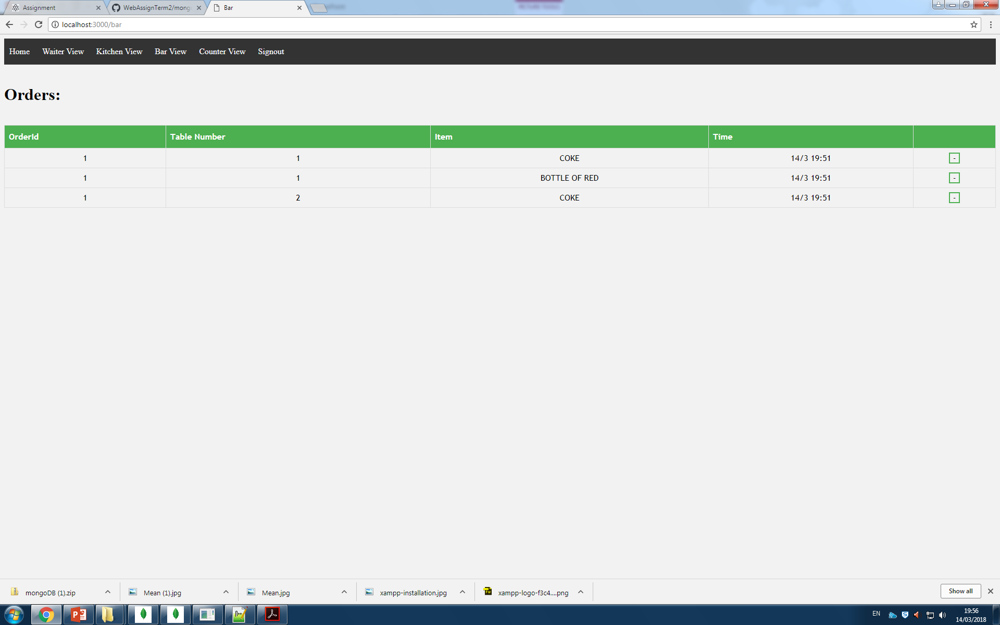 Assignment
WebAssignTerm2/mong
Bar
localhost:3000/bar
Home Waiter View Kitchen View Bar View Counter View Signout
Orders:
OrderId Table Number Item Time
1 1 COKE 14/3 19:51 -
1 1 BOTTLE OF RED 14/3 19:51 -
1 2 COKE 14/3 19:51 -
mongoDB (1).zip Mean (1).jpg Mean.jpg xampp-installation.jpg xampp-logo-f3c4....png Show all
EN 19:56
14/03/2018